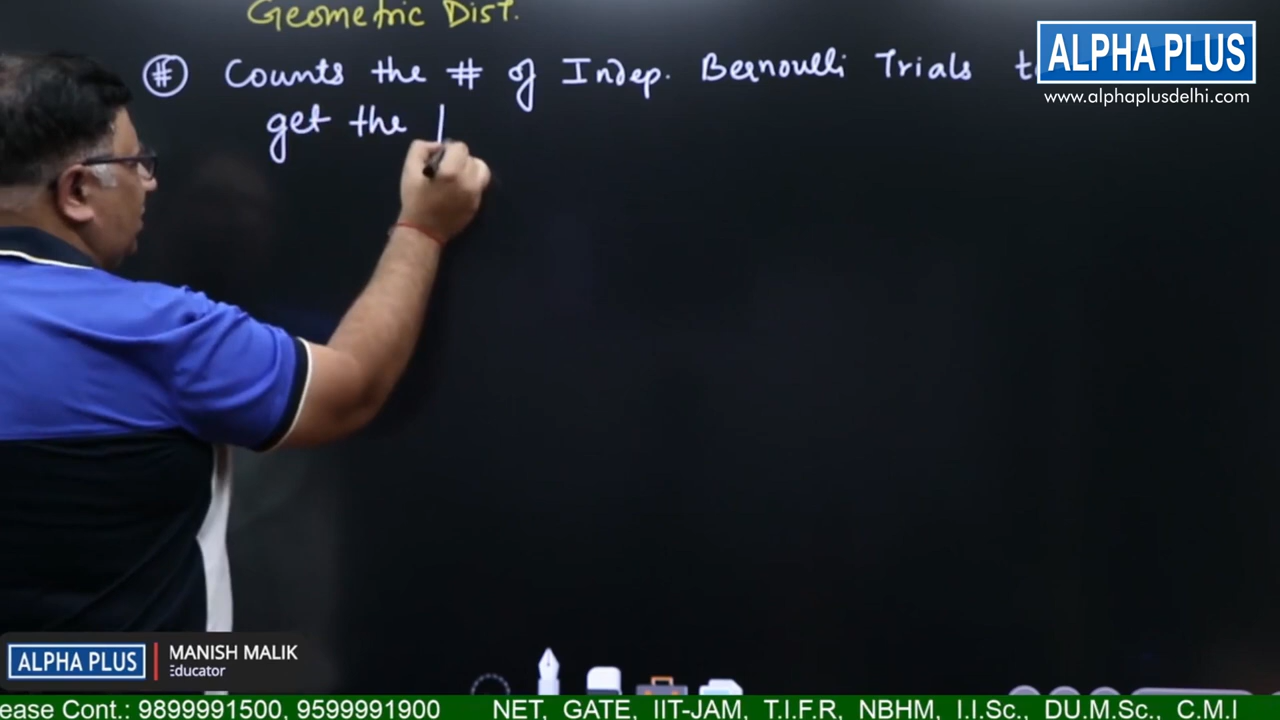 Geometric Dist.
# Counts the # of Indep. Bernoulli Trials
get the
ALPHA PLUS
www.alphaplusdelhi.com
ALPHA PLUS
MANISH MALIK
Educator
ease Cont.: 9899991500, 9599991900 NET, GATE, IIT-JAM, T.I.F.R, NBHM, I.I.Sc., DU.M.Sc., C.M.I